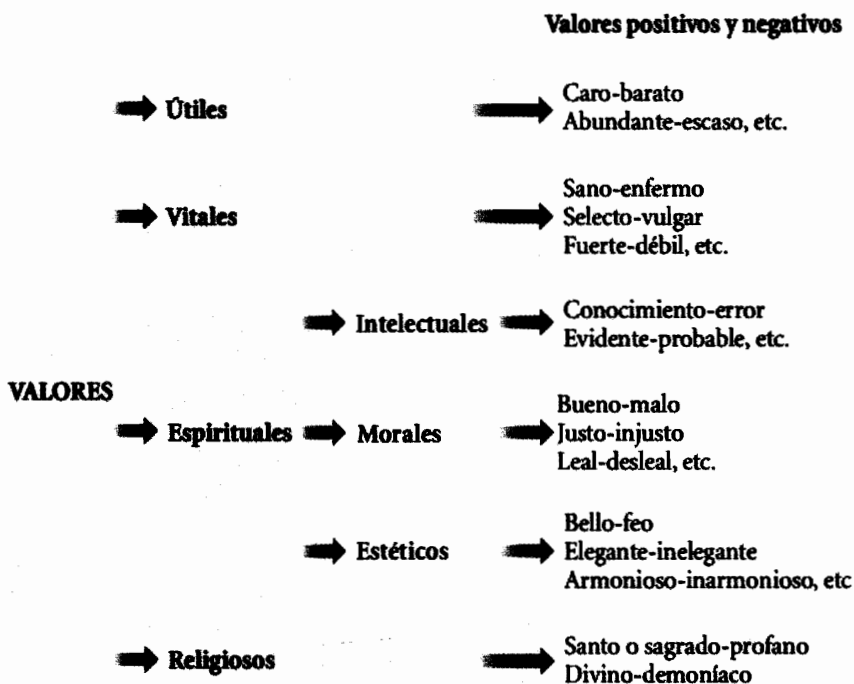 Valores positivos y negativos
Útiles
Caro-barato
Abundante-escaso, etc.
Vitales
Sano-enfermo
Selecto-vulgar
Fuerte-débil, etc.
Intelectuales
Conocimiento-error
Evidente-probable, etc.
VALORES
Espirituales
Morales
Bueno-malo
Justo-injusto
Leal-desleal, etc.
Estéticos
Bello-feo
Elegante-inelegante
Armonioso-inarmonioso, etc
Religiosos
Santo o sagrado-profano
Divino-demoníaco